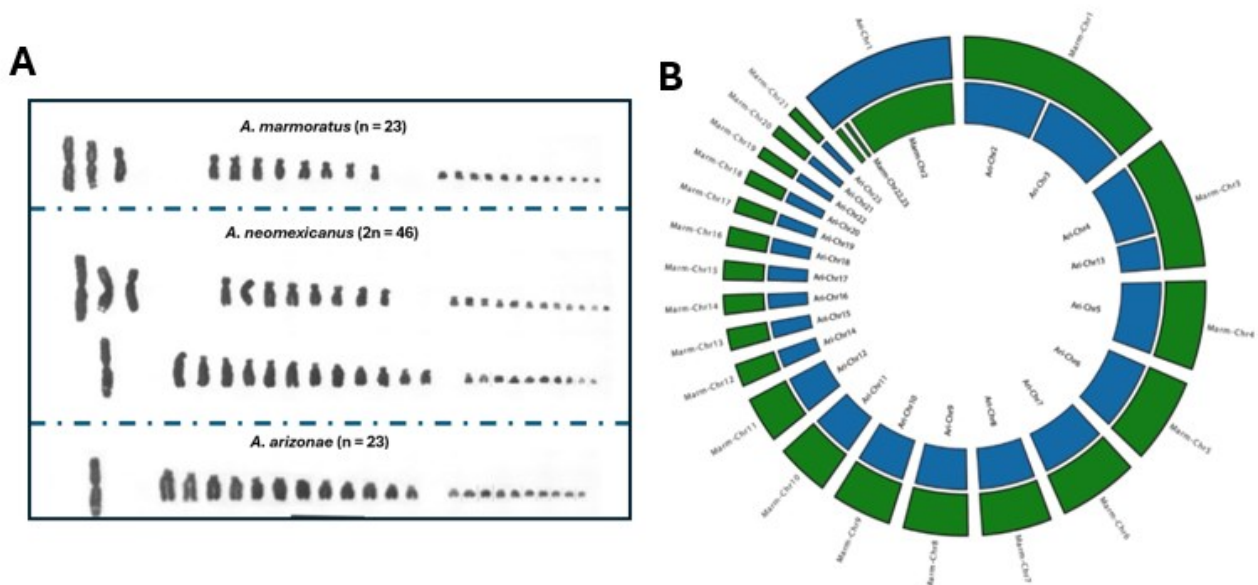 A
A. marmoratus (n = 23)
A. neomexicanus (2n = 46)
A. arizonae (n = 23)
B
Ari-Chr1
Marm-Chr1
Marm-Chr3
Marm-Chr4
Marm-Chr5
Marm-Chr6
Marm-Chr7
Marm-Chr8
Marm-Chr9
Marm-Chr10
Marm-Chr11
Marm-Chr12
Marm-Chr13
Marm-Chr14
Marm-Chr15
Marm-Chr16
Marm-Chr17
Marm-Chr18
Marm-Chr19
Marm-Chr20
Marm-Chr21
Marm-Chr2
Ari-Chr2
Ari-Chr3
Ari-Chr4
Ari-Chr13
Ari-Chr5
Ari-Chr6
Ari-Chr7
Ari-Chr8
Ari-Chr9
Ari-Chr10
Ari-Chr11
Ari-Chr12
Ari-Chr14
Ari-Chr15
Ari-Chr16
Ari-Chr17
Ari-Chr18
Ari-Chr19
Ari-Chr20
Ari-Chr22
Ari-Chr21
Ari-Chr23
Marm-Chr22,23